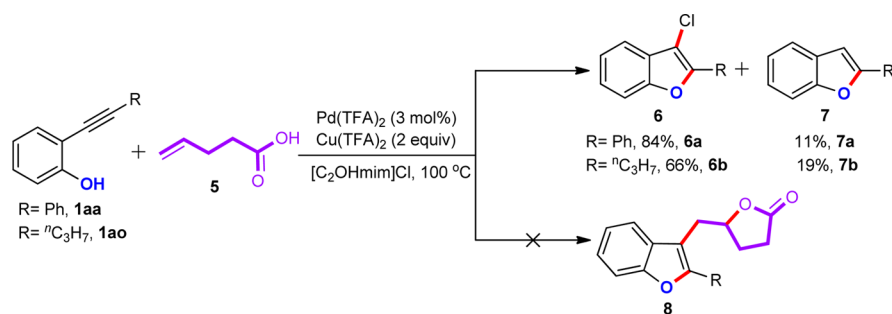 R
OH
R= Ph, 1aa
R= ⁿC₃H₇, 1ao
+
OH
O
5
Pd(TFA)₂ (3 mol%)
Cu(TFA)₂ (2 equiv)
[C₂OHmim]Cl, 100 ºC
Cl
R
O
6
+
R
O
7
R= Ph, 84%, 6a
11%, 7a
R= ⁿC₃H₇, 66%, 6b
19%, 7b
O
O
R
O
8